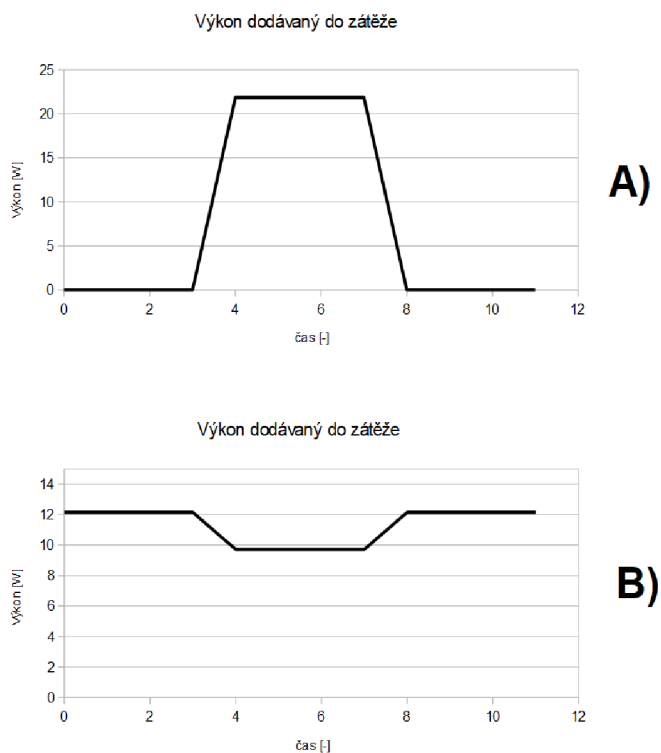 Výkon dodávaný do zátěže
25
20
15
10
5
0
0 2 4 6 8 10 12
Výkon [W]
čas [-]
A)
Výkon dodávaný do zátěže
14
12
10
8
6
4
2
0
0 2 4 6 8 10 12
Výkon [W]
čas [-]
B)